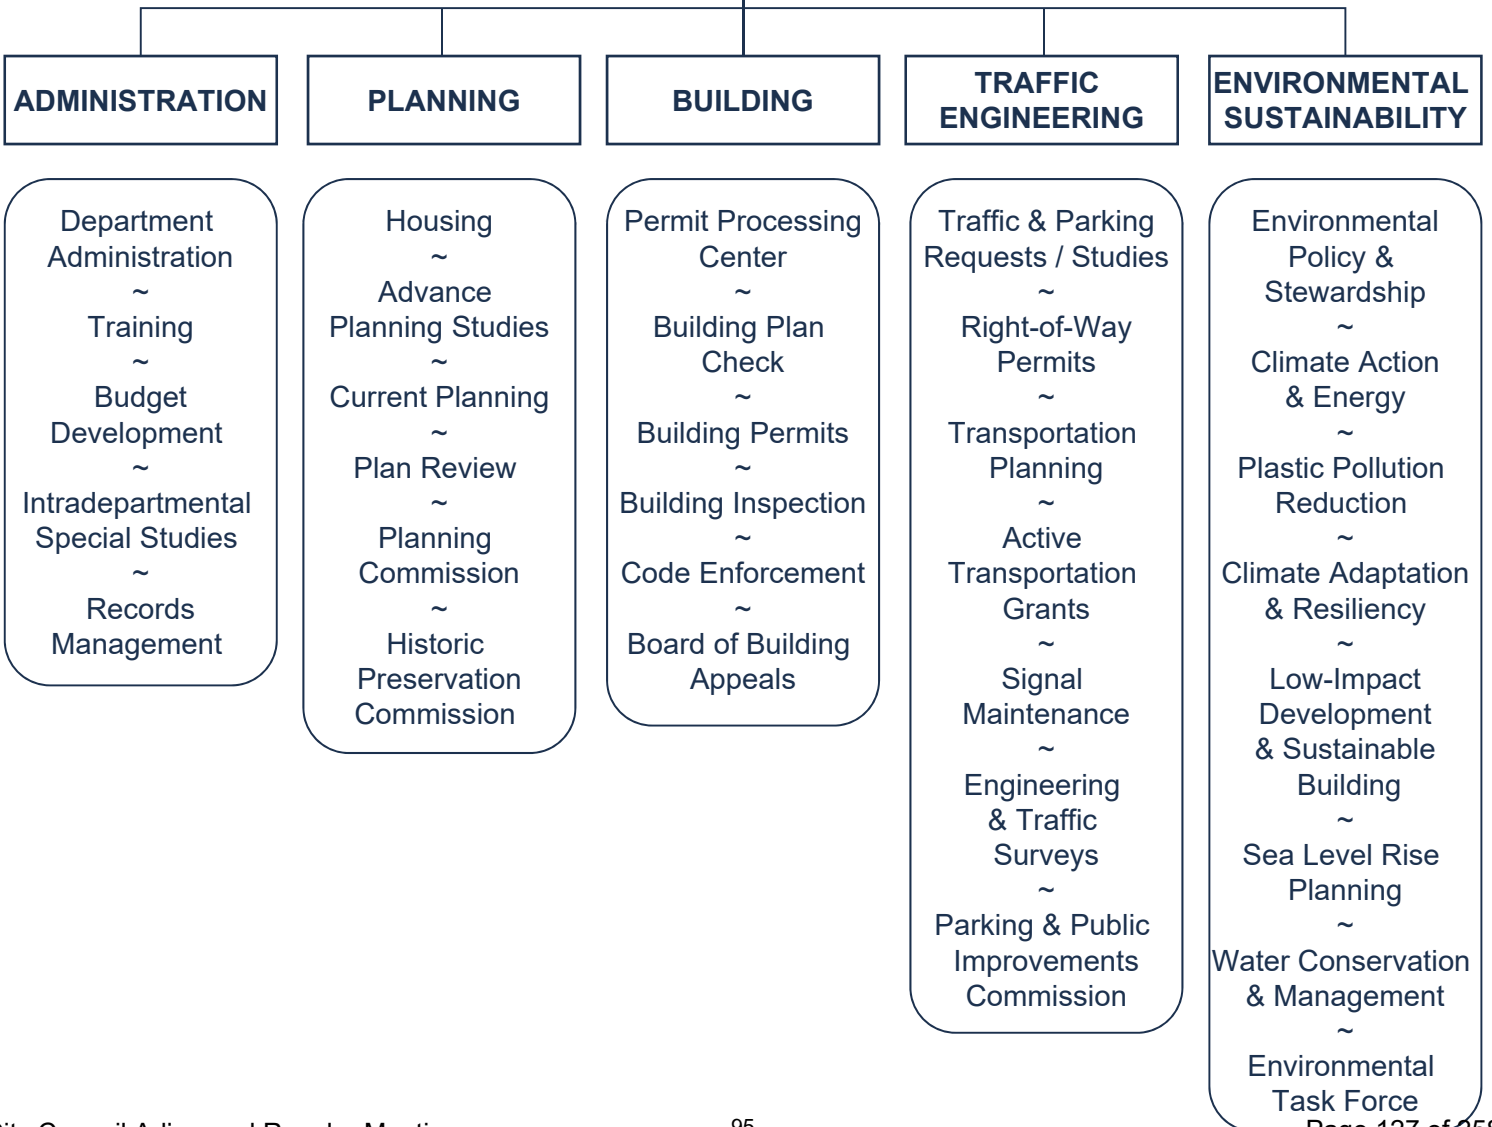 ADMINISTRATION
PLANNING
BUILDING
TRAFFIC
ENGINEERING
ENVIRONMENTAL
SUSTAINABILITY
Department
Administration
~
Training
~
Budget
Development
~
Intradepartmental
Special Studies
~
Records
Management
Housing
~
Advance
Planning Studies
~
Current Planning
~
Plan Review
~
Planning
Commission
~
Historic
Preservation
Commission
Permit Processing
Center
~
Building Plan
Check
~
Building Permits
~
Building Inspection
~
Code Enforcement
~
Board of Building
Appeals
Traffic & Parking
Requests / Studies
~
Right-of-Way
Permits
~
Transportation
Planning
~
Active
Transportation
Grants
~
Signal
Maintenance
~
Engineering
& Traffic
Surveys
~
Parking & Public
Improvements
Commission
Environmental
Policy &
Stewardship
~
Climate Action
& Energy
~
Plastic Pollution
Reduction
~
Climate Adaptation
& Resiliency
~
Low-Impact
Development
& Sustainable
Building
~
Sea Level Rise
Planning
~
Water Conservation
& Management
~
Environmental
Task Force
95
Page of